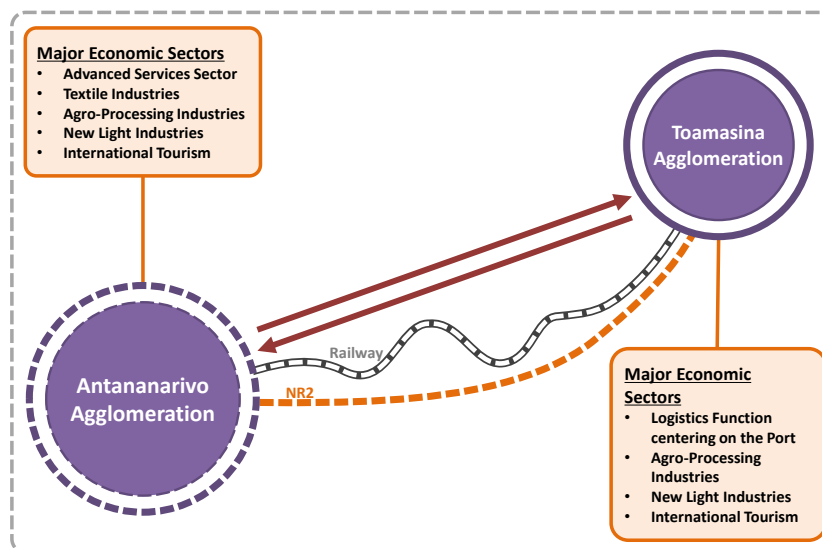 Major Economic Sectors
• Advanced Services Sector
• Textile Industries
• Agro-Processing Industries
• New Light Industries
• International Tourism
Toamasina
Agglomeration
Railway
NR2
Antananarivo
Agglomeration
Major Economic
Sectors
• Logistics Function
centering on the Port
• Agro-Processing
Industries
• New Light Industries
• International Tourism